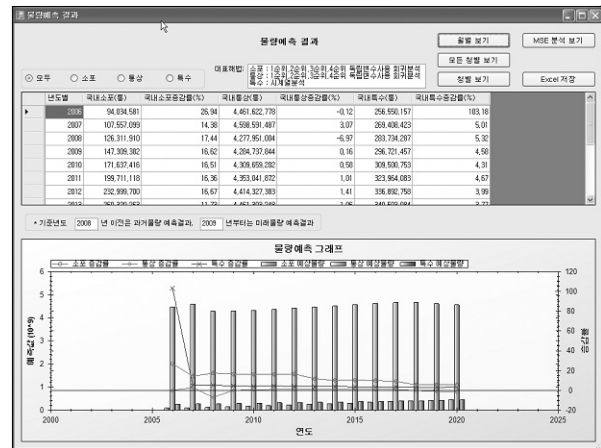 물량예측 결과
물량예측 결과
월별 보기
MSE 분석 보기
모든 청별 보기
청별 보기
Excel 저장
모두 소포 통상 특수
대표해법:
소포 : 1순위,2순위,3순위,4순위 독립변수사용 회귀분석
통상 : 1순위,2순위,3순위,4순위 독립변수사용 회귀분석
특수 : 시계열분석
년도별 국내소포(통) 국내소포증감률(%) 국내통상(통) 국내통상증감률(%) 국내특수(통) 국내특수증감률(%)
2006 94,034,581 26,94 4,461,622,778 -0,12 256,550,157 103,18
2007 107,557,099 14,38 4,598,591,487 3,07 269,408,423 5,01
2008 126,311,910 17,44 4,277,951,084 -6,97 283,734,287 5,32
2009 147,309,382 16,62 4,284,737,844 0,16 296,721,457 4,58
2010 171,637,416 16,51 4,309,659,282 0,58 309,500,753 4,31
2011 199,711,118 16,36 4,353,041,872 1,01 323,964,083 4,67
2012 232,999,700 16,67 4,414,327,383 1,41 336,892,758 3,99
* 기준년도 2008 년 이전은 과거물량 예측결과, 2009 년부터는 미래물량 예측결과
물량예측 그래프
소포 증감률 통상 증감률 특수 증감률 소포 예상물량 통상 예상물량 특수 예상물량
예측값 (10^9)
6
5
4
3
2
1
0
120
100
80
60
40
20
0
-20
증감률
2000 2005 2010 2015 2020 2025
연도